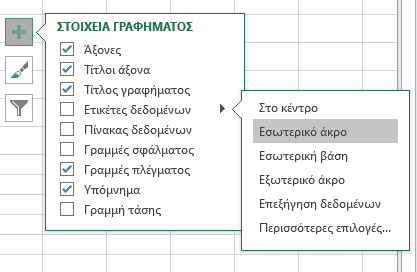 ΣΤΟΙΧΕΙΑ ΓΡΑΦΗΜΑΤΟΣ
Άξονες
Τίτλοι άξονα
Τίτλος γραφήματος
Ετικέτες δεδομένων
Πίνακας δεδομένων
Γραμμές σφάλματος
Γραμμές πλέγματος
Υπόμνημα
Γραμμή τάσης
Στο κέντρο
Εσωτερικό άκρο
Εσωτερική βάση
Εξωτερικό άκρο
Επεξήγηση δεδομένων
Περισσότερες επιλογές...